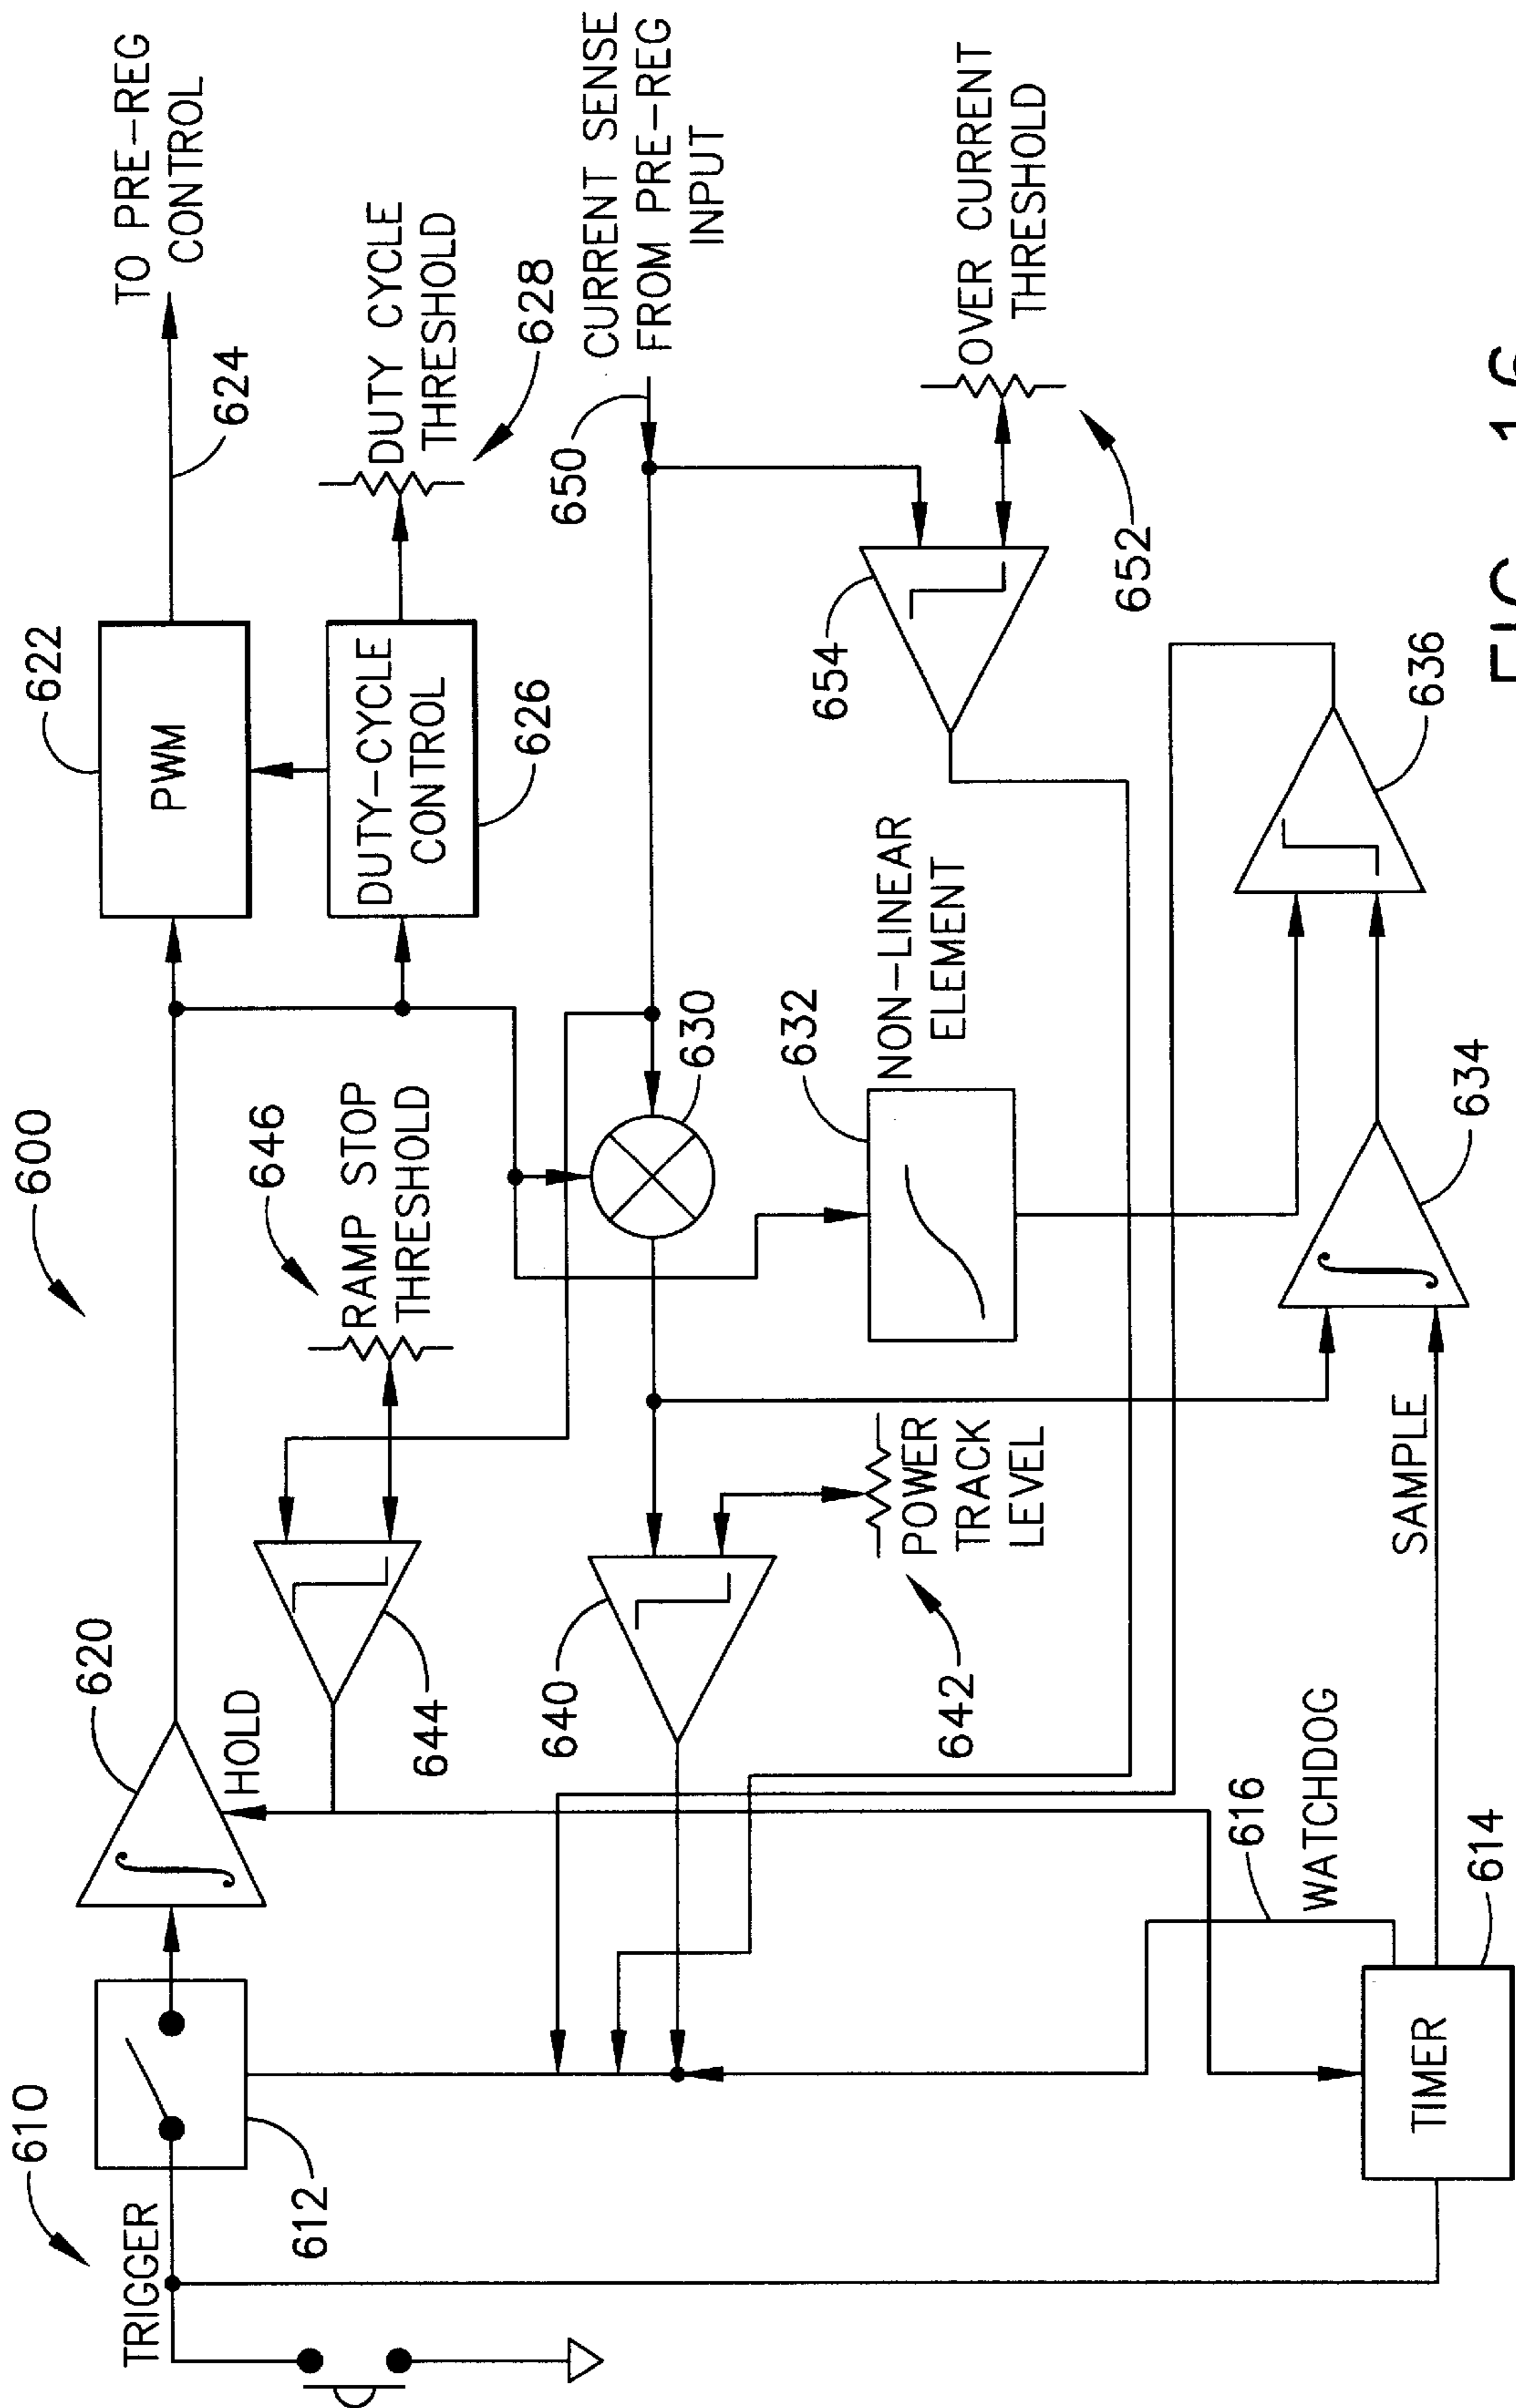 600
610
TRIGGER
612
620
HOLD
646
RAMP STOP
THRESHOLD
644
622
PWM
624
TO PRE-REG
CONTROL
DUTY-CYCLE
CONTROL
626
DUTY CYCLE
THRESHOLD
628
650
CURRENT SENSE
FROM PRE-REG
INPUT
630
640
642
POWER
TRACK
LEVEL
632
NON-LINEAR
ELEMENT
654
OVER CURRENT
THRESHOLD
652
634
636
616
WATCHDOG
SAMPLE
TIMER
614